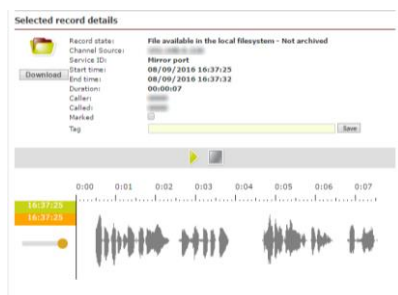 Selected record details
Record state: File available in the local filesystem - Not archived
Channel Source:
Service ID: Mirror port
Download
Start time: 08/09/2016 16:37:25
End time: 08/09/2016 16:37:32
Duration: 00:00:07
Caller:
Called:
Marked
Tag Save
0:00 0:01 0:02 0:03 0:04 0:05 0:06 0:07
16:37:25
16:37:25